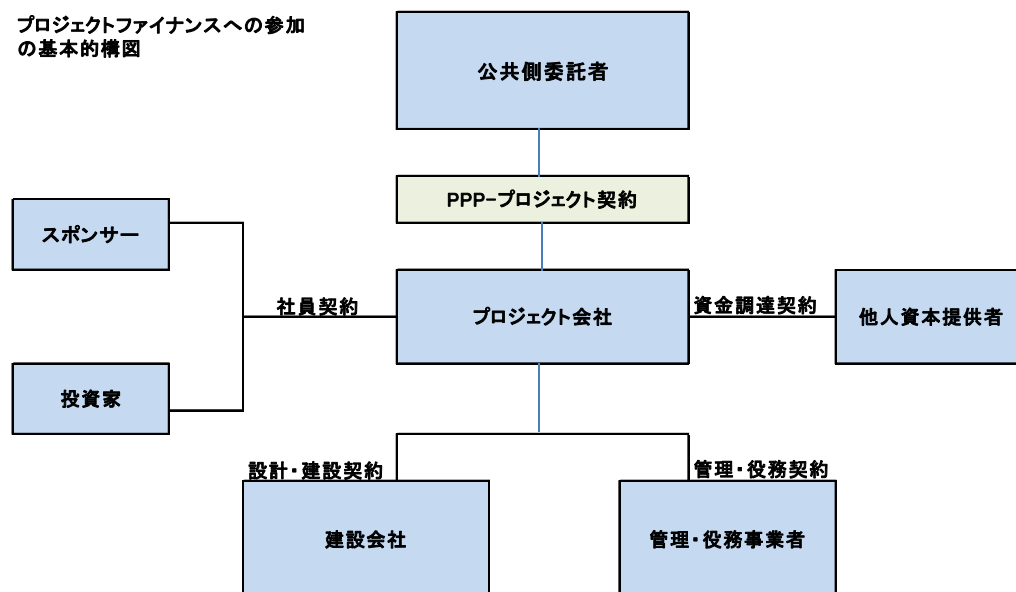 プロジェクトファイナンスへの参加
の基本的構図
公共側委託者
PPP-プロジェクト契約
スポンサー
社員契約
プロジェクト会社
資金調達契約
他人資本提供者
投資家
設計・建設契約
管理・役務契約
建設会社
管理・役務事業者